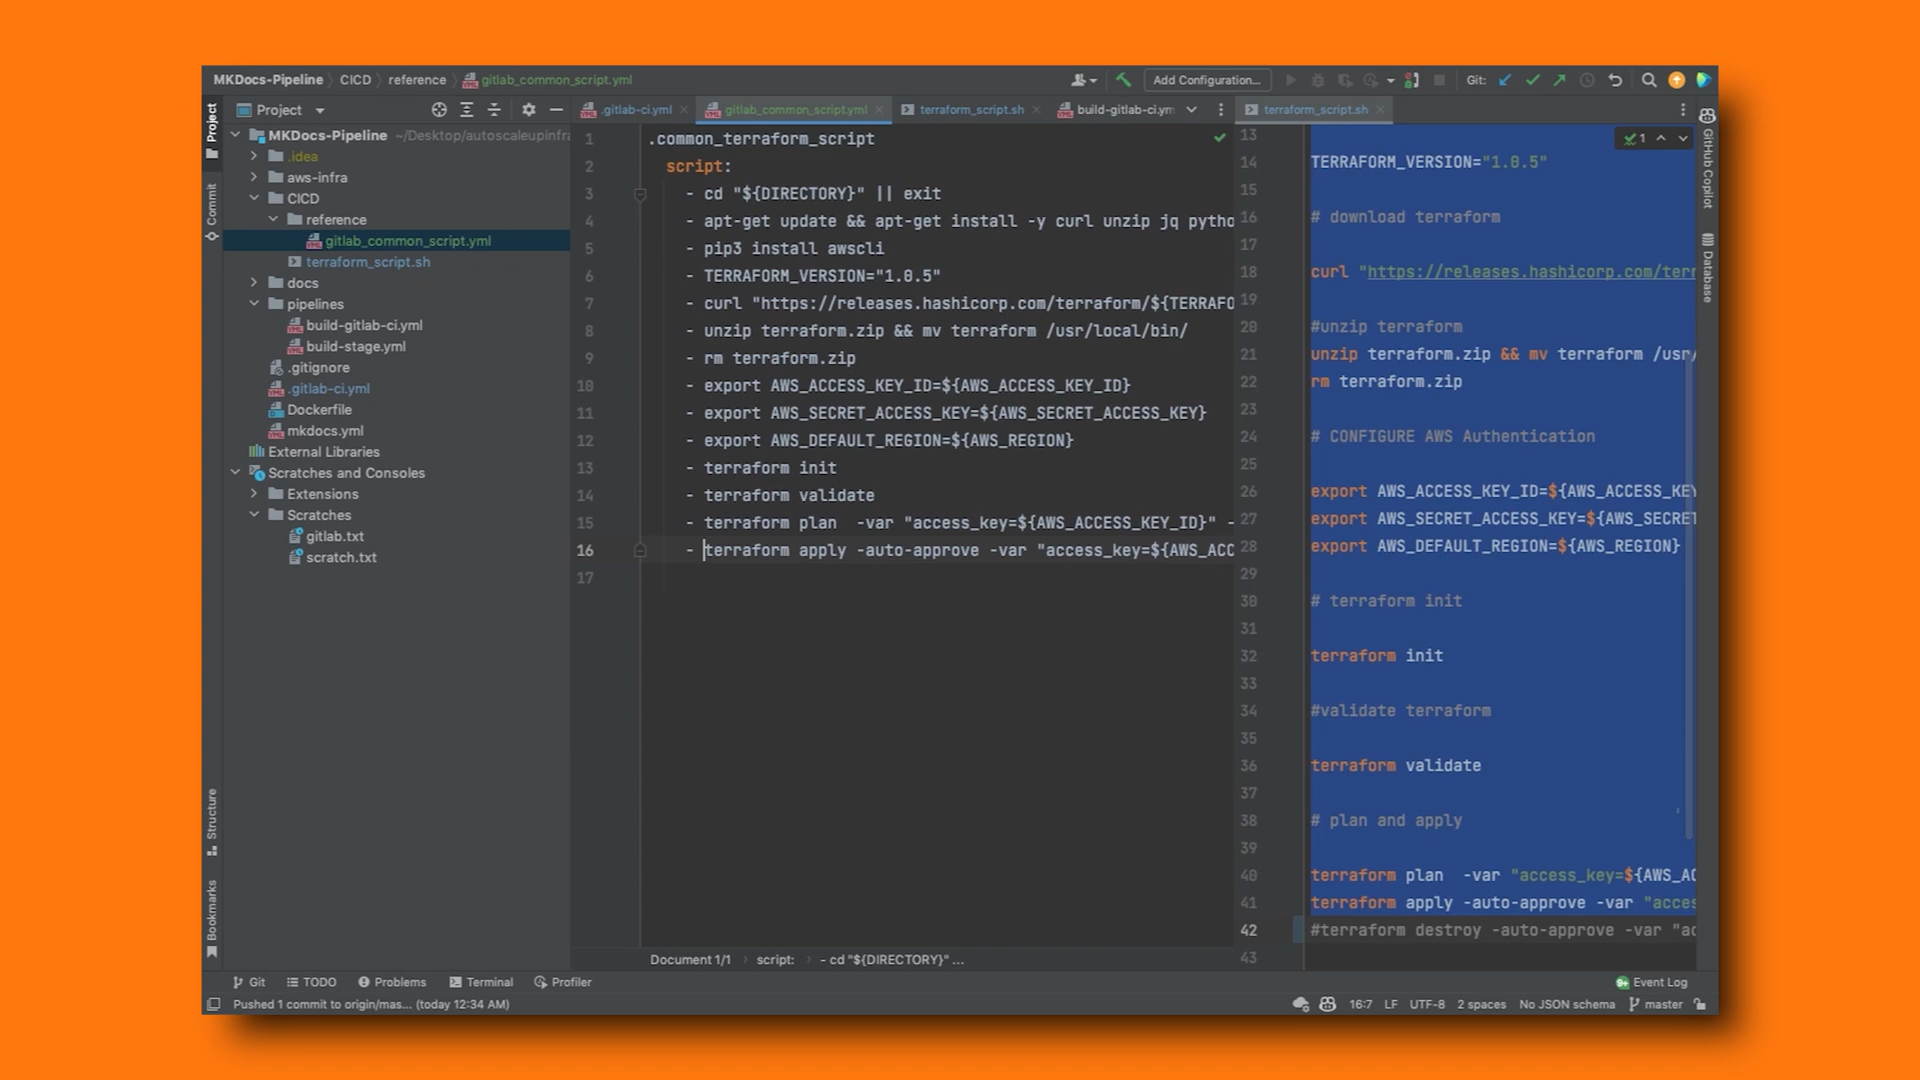 MKDocs-Pipeline CICD reference gitlab_common_script.yml
Add Configuration... Git:
Project
.gitlab-ci.yml gitlab_common_script.yml terraform_script.sh build-gitlab-ci.ym terraform_script.sh
Project
Commit
Structure
Bookmarks
MKDocs-Pipeline ~/Desktop/autoscaleupinfra
.idea
aws-infra
CICD
reference
gitlab_common_script.yml
terraform_script.sh
docs
pipelines
build-gitlab-ci.yml
build-stage.yml
.gitignore
.gitlab-ci.yml
Dockerfile
mkdocs.yml
External Libraries
Scratches and Consoles
Extensions
Scratches
gitlab.txt
scratch.txt
1 .common_terraform_script
2 script:
3 - cd "${DIRECTORY}" || exit
4 - apt-get update && apt-get install -y curl unzip jq pytho
5 - pip3 install awscli
6 - TERRAFORM_VERSION="1.0.5"
7 - curl "https://releases.hashicorp.com/terraform/${TERRAFO
8 - unzip terraform.zip && mv terraform /usr/local/bin/
9 - rm terraform.zip
10 - export AWS_ACCESS_KEY_ID=${AWS_ACCESS_KEY_ID}
11 - export AWS_SECRET_ACCESS_KEY=${AWS_SECRET_ACCESS_KEY}
12 - export AWS_DEFAULT_REGION=${AWS_REGION}
13 - terraform init
14 - terraform validate
15 - terraform plan  -var "access_key=${AWS_ACCESS_KEY_ID}" -
16 - terraform apply -auto-approve -var "access_key=${AWS_ACC
17
Document 1/1 script: - cd "${DIRECTORY}" ...
13
14 TERRAFORM_VERSION="1.0.5"
15
16 # download terraform
17
18 curl "https://releases.hashicorp.com/terr
19
20 #unzip terraform
21 unzip terraform.zip && mv terraform /usr/
22 rm terraform.zip
23
24 # CONFIGURE AWS Authentication
25
26 export AWS_ACCESS_KEY_ID=${AWS_ACCESS_KEY
27 export AWS_SECRET_ACCESS_KEY=${AWS_SECRET
28 export AWS_DEFAULT_REGION=${AWS_REGION}
29
30 # terraform init
31
32 terraform init
33
34 #validate terraform
35
36 terraform validate
37
38 # plan and apply
39
40 terraform plan  -var "access_key=${AWS_AC
41 terraform apply -auto-approve -var "acces
42 #terraform destroy -auto-approve -var "ac
43
1
GitHub Copilot
Database
Git TODO Problems Terminal Profiler Event Log
Pushed 1 commit to origin/mas... (today 12:34 AM) 16:7 LF UTF-8 2 spaces No JSON schema master